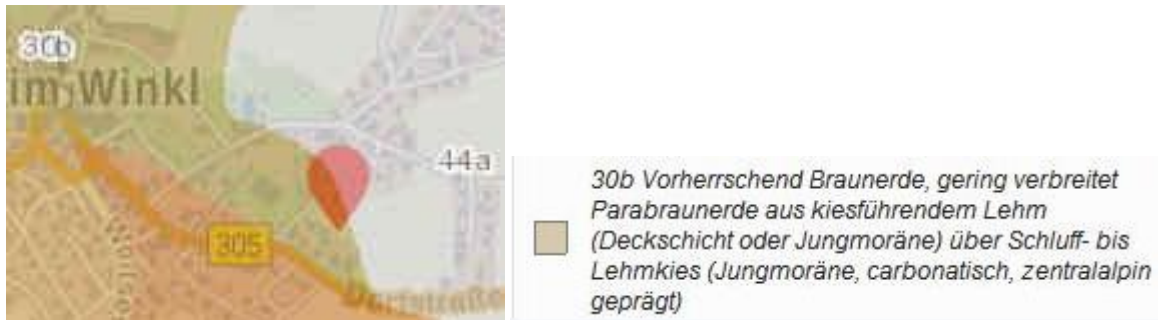 30b
im Winkl
44a
305
Dorfstraße
30b Vorherrschend Braunerde, gering verbreitet
Parabraunerde aus kiesführendem Lehm
(Deckschicht oder Jungmoräne) über Schluff- bis
Lehmkies (Jungmoräne, carbonatisch, zentralalpin
geprägt)